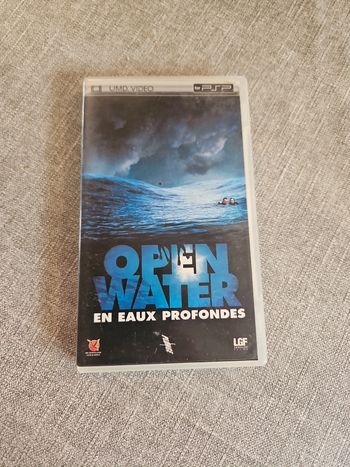 UMD VIDEO
PSP
OPEN
WATER
EN EAUX PROFONDES
LGF